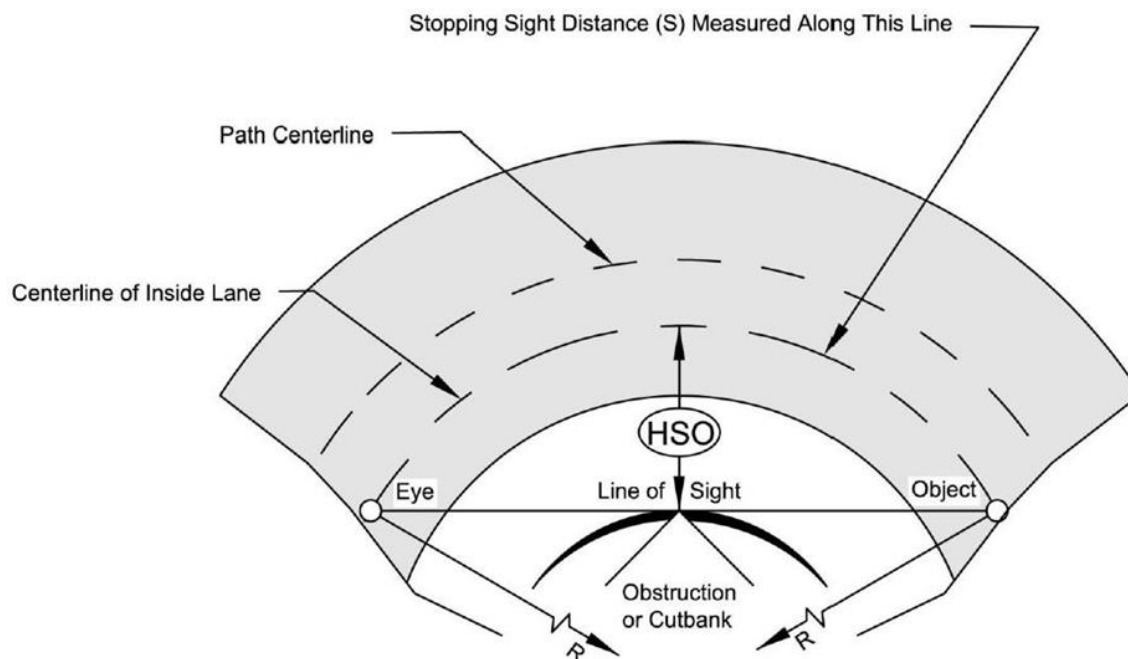 Stopping Sight Distance (S) Measured Along This Line
Path Centerline
Centerline of Inside Lane
HSO
Eye
Line of Sight
Object
Obstruction
or Cutbank
R
R